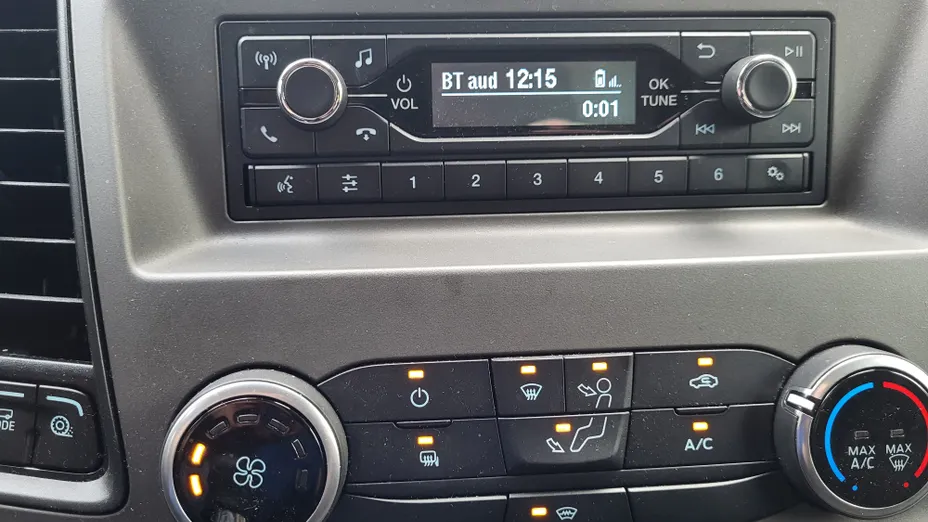 BT aud 12:15
0:01
VOL
OK
TUNE
1 2 3 4 5 6
A/C
MAX
A/C
MAX